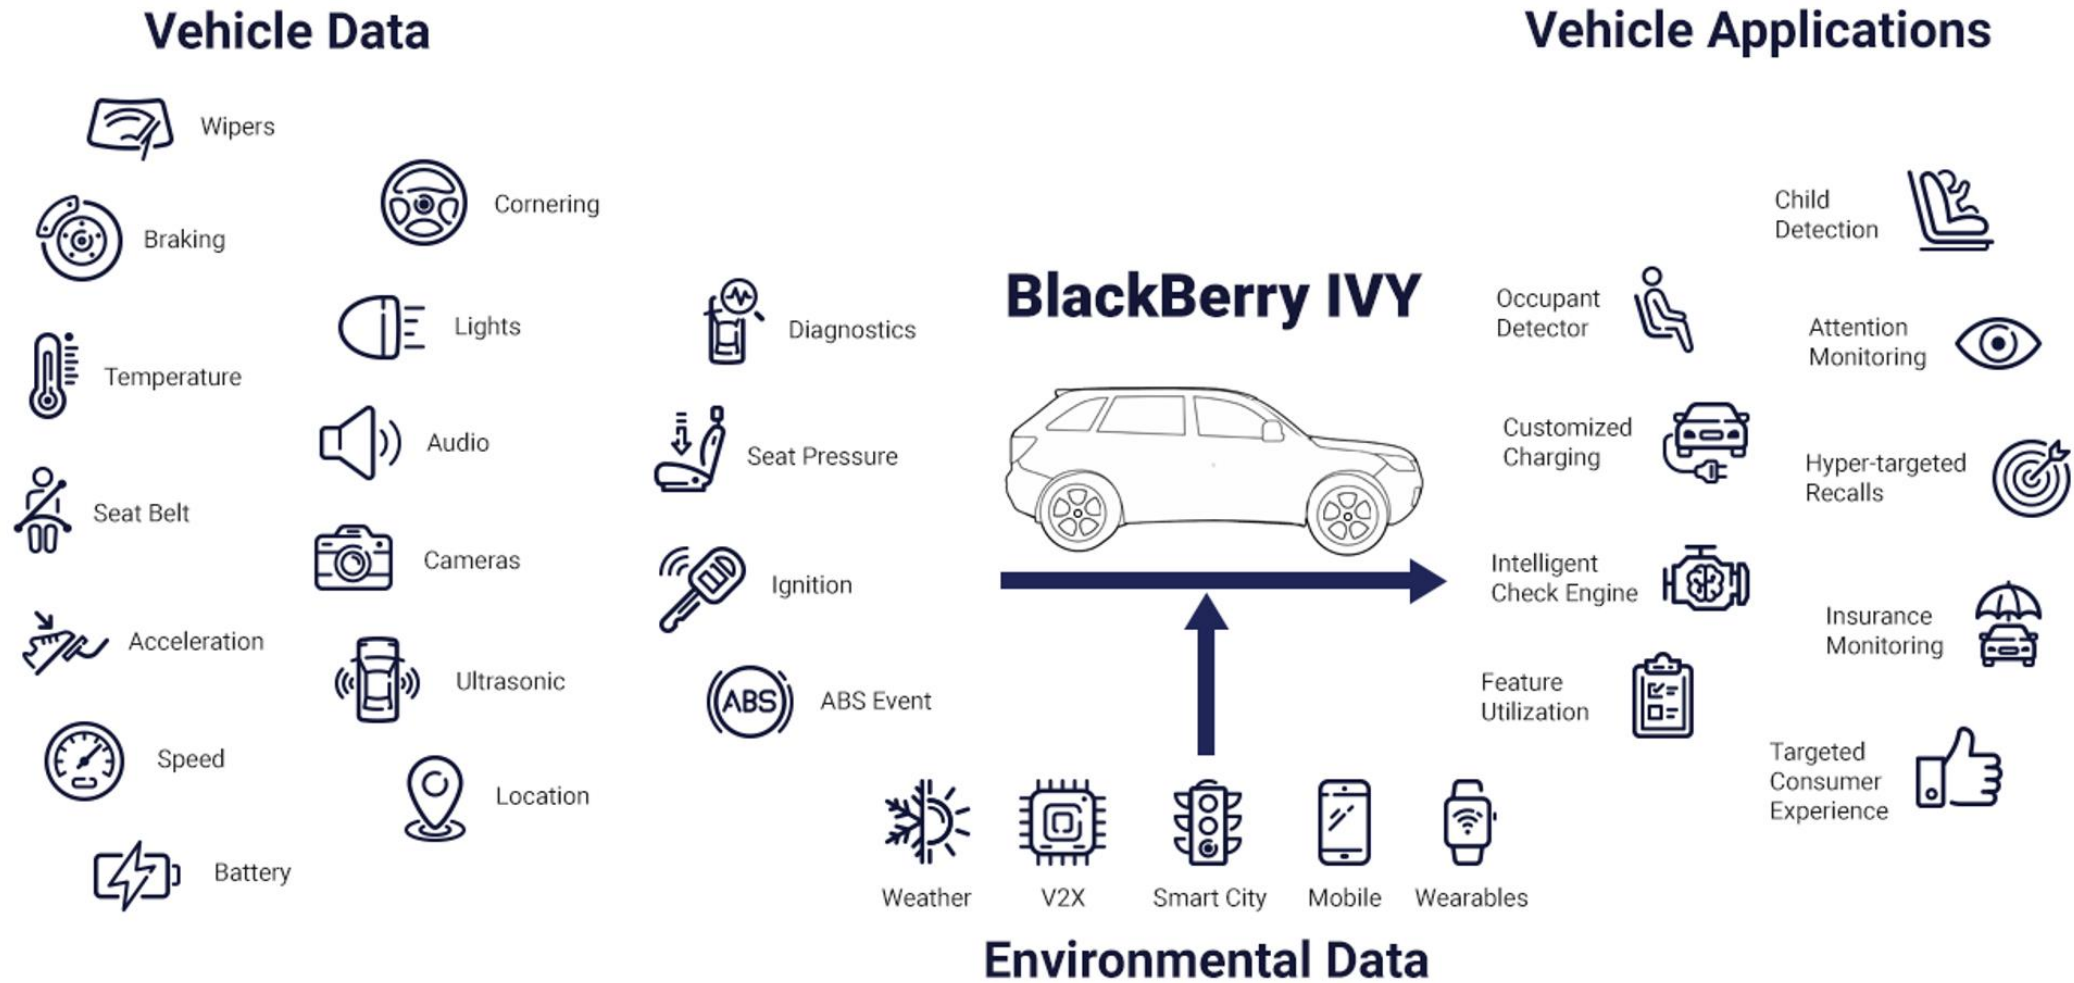 Vehicle Data
Wipers
Braking
Temperature
Seat Belt
Acceleration
Speed
Battery
Cornering
Lights
Audio
Cameras
Ultrasonic
Location
Diagnostics
Seat Pressure
Ignition
ABS
ABS Event
BlackBerry IVY
Weather
V2X
Smart City
Mobile
Wearables
Environmental Data
Vehicle Applications
Occupant
Detector
Customized
Charging
Intelligent
Check Engine
Feature
Utilization
Child
Detection
Attention
Monitoring
Hyper-targeted
Recalls
Insurance
Monitoring
Targeted
Consumer
Experience